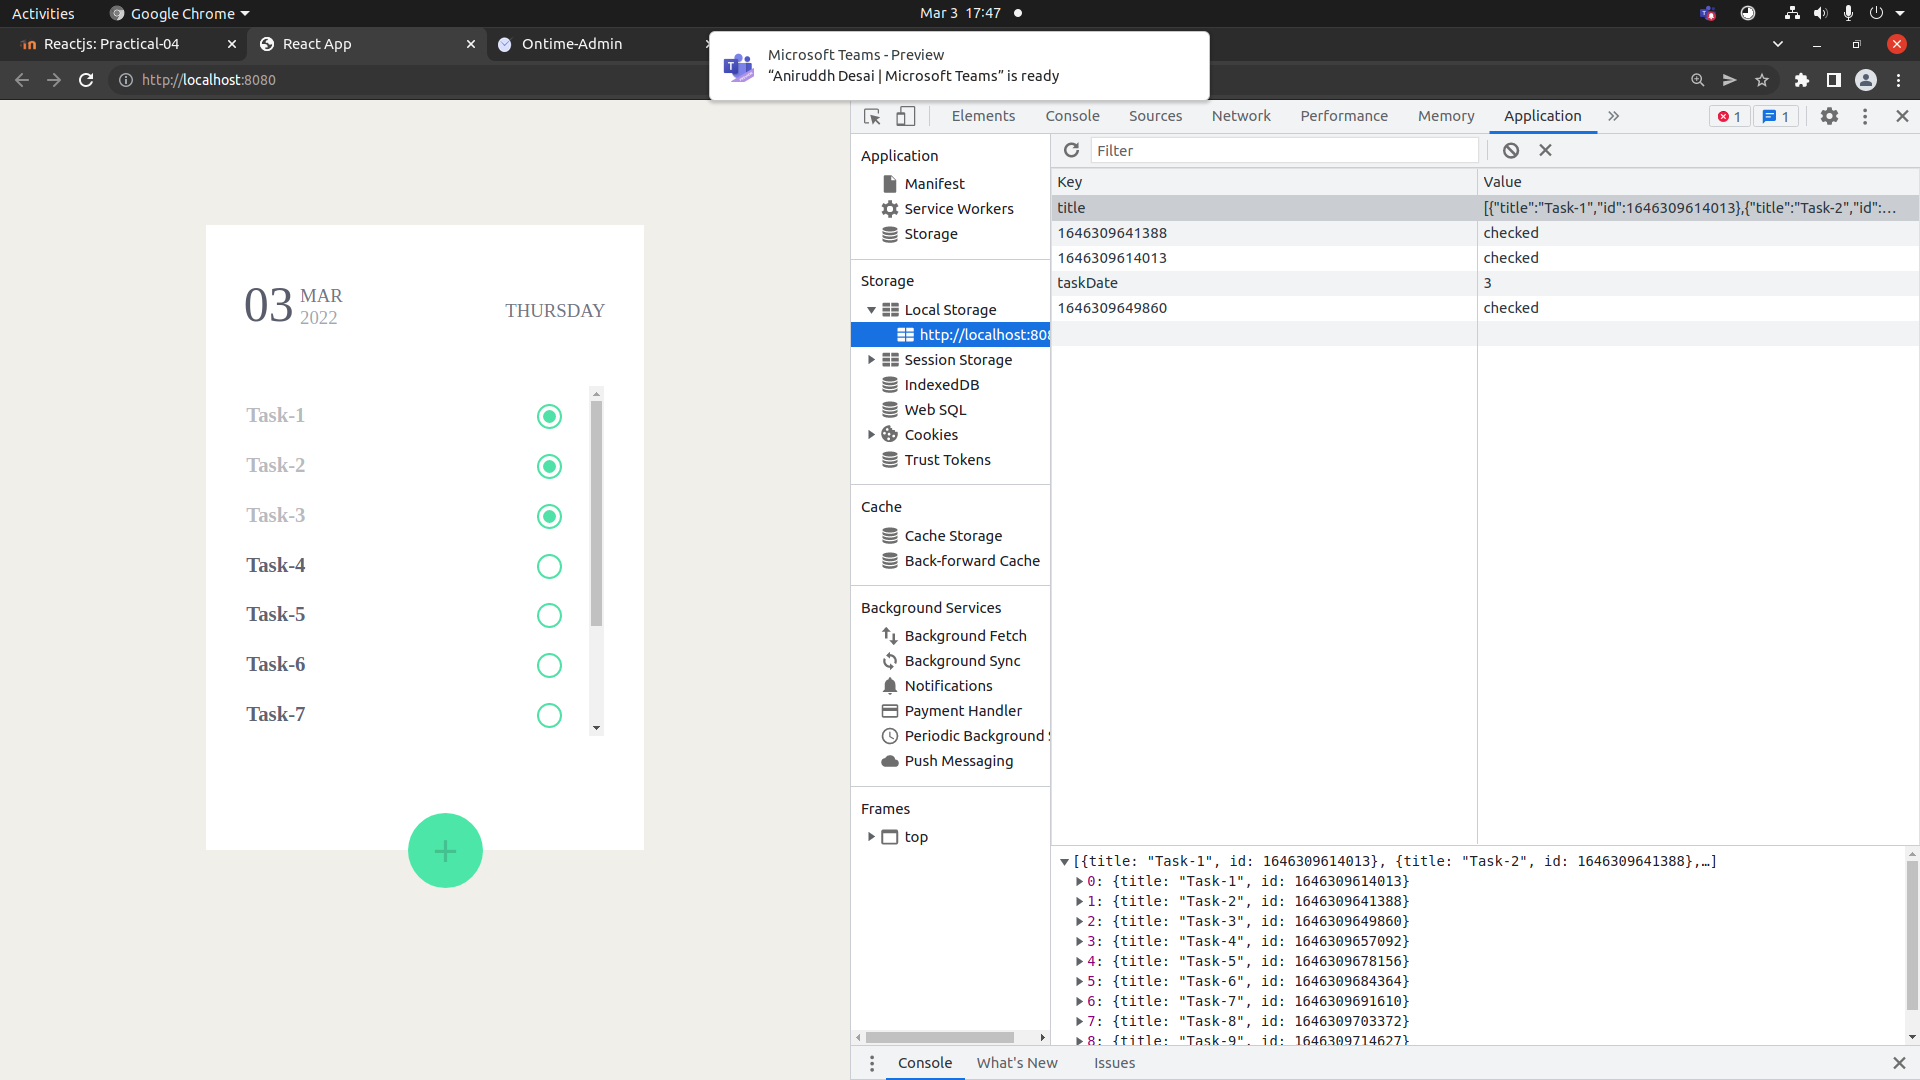 Activities
Google Chrome
Mar 3 17:47
Reactjs: Practical-04
React App
Ontime-Admin
http://localhost:8080
Microsoft Teams - Preview
“Aniruddh Desai | Microsoft Teams” is ready
03
MAR
2022
THURSDAY
Task-1
Task-2
Task-3
Task-4
Task-5
Task-6
Task-7
+
Elements Console Sources Network Performance Memory Application
1 1
Application
Manifest
Service Workers
Storage
Storage
Local Storage
http://localhost:808
Session Storage
IndexedDB
Web SQL
Cookies
Trust Tokens
Cache
Cache Storage
Back-forward Cache
Background Services
Background Fetch
Background Sync
Notifications
Payment Handler
Periodic Background S
Push Messaging
Frames
top
Filter
Key Value
title [{"title":"Task-1","id":1646309614013},{"title":"Task-2","id":…
1646309641388 checked
1646309614013 checked
taskDate 3
1646309649860 checked
[{title: "Task-1", id: 1646309614013}, {title: "Task-2", id: 1646309641388},…]
0: {title: "Task-1", id: 1646309614013}
1: {title: "Task-2", id: 1646309641388}
2: {title: "Task-3", id: 1646309649860}
3: {title: "Task-4", id: 1646309657092}
4: {title: "Task-5", id: 1646309678156}
5: {title: "Task-6", id: 1646309684364}
6: {title: "Task-7", id: 1646309691610}
7: {title: "Task-8", id: 1646309703372}
8: {title: "Task-9", id: 1646309714627}
Console What's New Issues